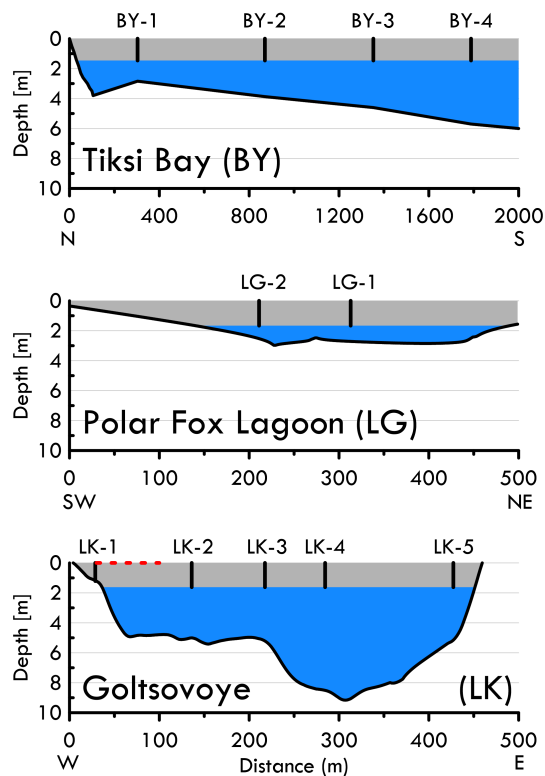 BY-1 BY-2 BY-3 BY-4
Depth [m]
0
2
4
6
8
10
Tiksi Bay (BY)
0 400 800 1200 1600 2000
N S
LG-2 LG-1
Depth [m]
0
2
4
6
8
10
Polar Fox Lagoon (LG)
0 100 200 300 400 500
SW NE
LK-1 LK-2 LK-3 LK-4 LK-5
Depth [m]
0
2
4
6
8
10
Goltsovoye (LK)
0 100 200 300 400 500
W Distance (m) E